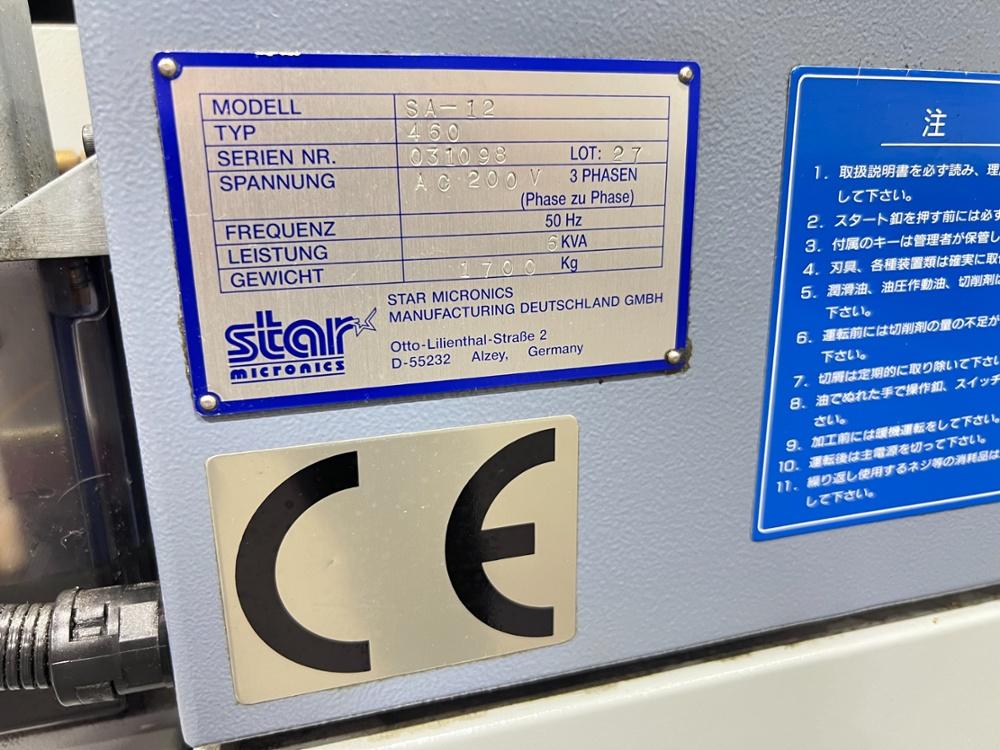 MODELL SA-12
TYP 460
SERIEN NR. 031098 LOT: 27
SPANNUNG AC 200 V 3 PHASEN
(Phase zu Phase)
FREQUENZ 50 Hz
LEISTUNG 6 KVA
GEWICHT 1700 Kg
star
MICRONICS
STAR MICRONICS
MANUFACTURING DEUTSCHLAND GMBH
Otto-Lilienthal-Straße 2
D-55232 Alzey, Germany
CE
注
1. 取扱説明書を必ず読み、理
して下さい。
2. スタート釦を押す前には必ず
3. 付属のキーは管理者が保管し
4. 刃具、各種装置類は確実に取
5. 潤滑油、油圧作動油、切削剤は
下さい。
6. 運転前には切削剤の量の不足が
下さい。
7. 切屑は定期的に取り除いて下さい
8. 油でぬれた手で操作釦、スイッチ
さい。
9. 加工前には暖機運転をして下さい。
10. 運転後は主電源を切って下さい。
11. 繰り返し使用するネジ等の消耗品は
して下さい。